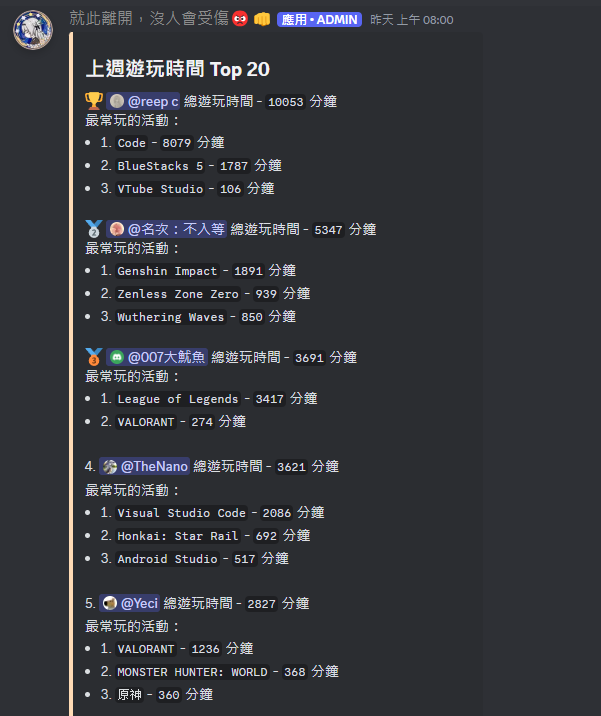 就此離開，沒人會受傷 應用 • ADMIN 昨天 上午 08:00
上週遊玩時間 Top 20
@reep c 總遊玩時間 - 10053 分鐘
最常玩的活動：
1. Code - 8079 分鐘
2. BlueStacks 5 - 1787 分鐘
3. VTube Studio - 106 分鐘
@名次：不入等 總遊玩時間 - 5347 分鐘
最常玩的活動：
1. Genshin Impact - 1891 分鐘
2. Zenless Zone Zero - 939 分鐘
3. Wuthering Waves - 850 分鐘
@007大魷魚 總遊玩時間 - 3691 分鐘
最常玩的活動：
1. League of Legends - 3417 分鐘
2. VALORANT - 274 分鐘
4. @TheNano 總遊玩時間 - 3621 分鐘
最常玩的活動：
1. Visual Studio Code - 2086 分鐘
2. Honkai: Star Rail - 692 分鐘
3. Android Studio - 517 分鐘
5. @Yeci 總遊玩時間 - 2827 分鐘
最常玩的活動：
1. VALORANT - 1236 分鐘
2. MONSTER HUNTER: WORLD - 368 分鐘
3. 原神 - 360 分鐘